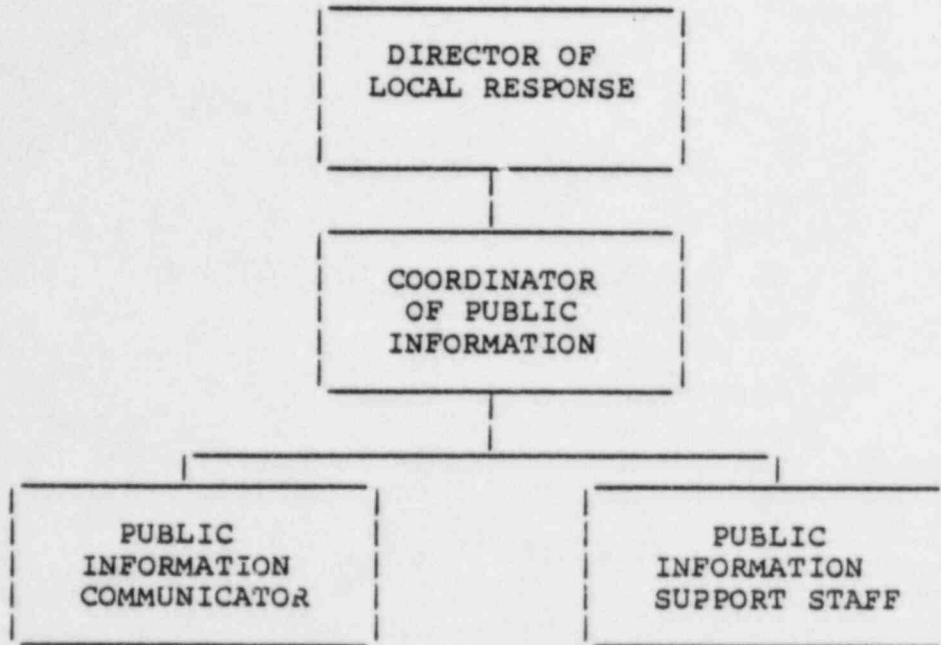 DIRECTOR OF
LOCAL RESPONSE
COORDINATOR
OF PUBLIC
INFORMATION
PUBLIC
INFORMATION
COMMUNICATOR
PUBLIC
INFORMATION
SUPPORT STAFF